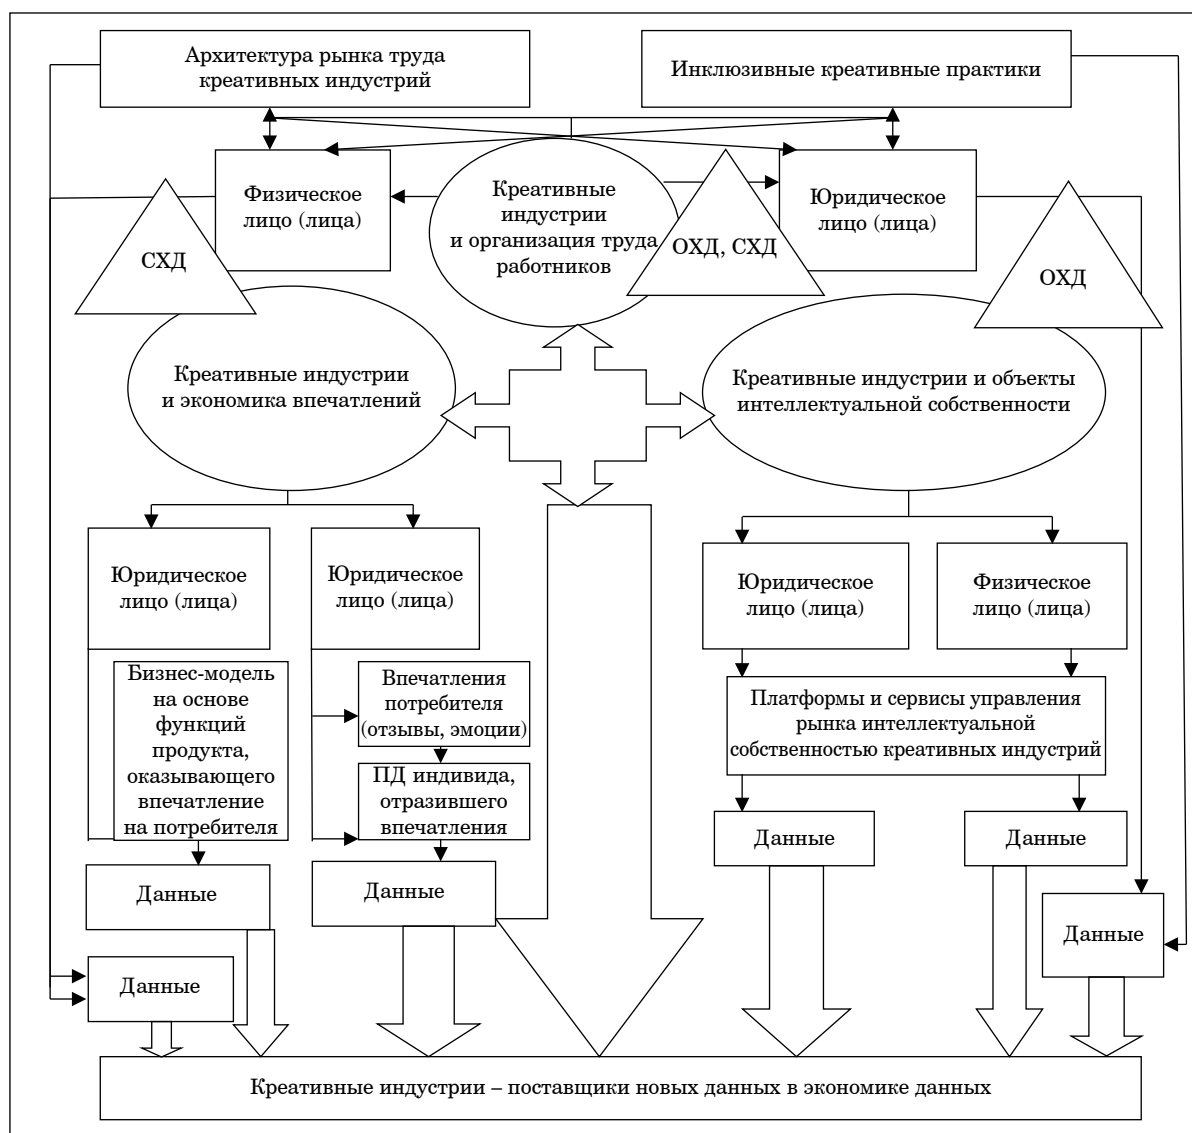 Архитектура рынка труда
креативных индустрий
Инклюзивные креативные практики
Физическое
лицо (лица)
Креативные
индустрии
и организация труда
работников
Юридическое
лицо (лица)
СХД
ОХД, СХД
ОХД
Креативные индустрии
и экономика впечатлений
Креативные индустрии и объекты
интеллектуальной собственности
Юридическое
лицо (лица)
Юридическое
лицо (лица)
Юридическое
лицо (лица)
Физическое
лицо (лица)
Бизнес-модель
на основе
функций
продукта,
оказывающего
впечатление
на потребителя
Впечатления
потребителя
(отзывы, эмоции)
ПД индивида,
отразившего
впечатления
Платформы и сервисы управления
рынка интеллектуальной
собственностью креативных индустрий
Данные
Данные
Данные
Данные
Данные
Данные
Креативные индустрии – поставщики новых данных в экономике данных